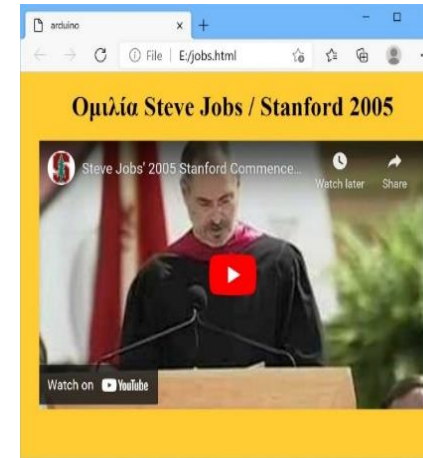 arduino
File E:/jobs.html
Ομιλία Steve Jobs / Stanford 2005
Steve Jobs' 2005 Stanford Commence...
Watch later Share
Watch on YouTube